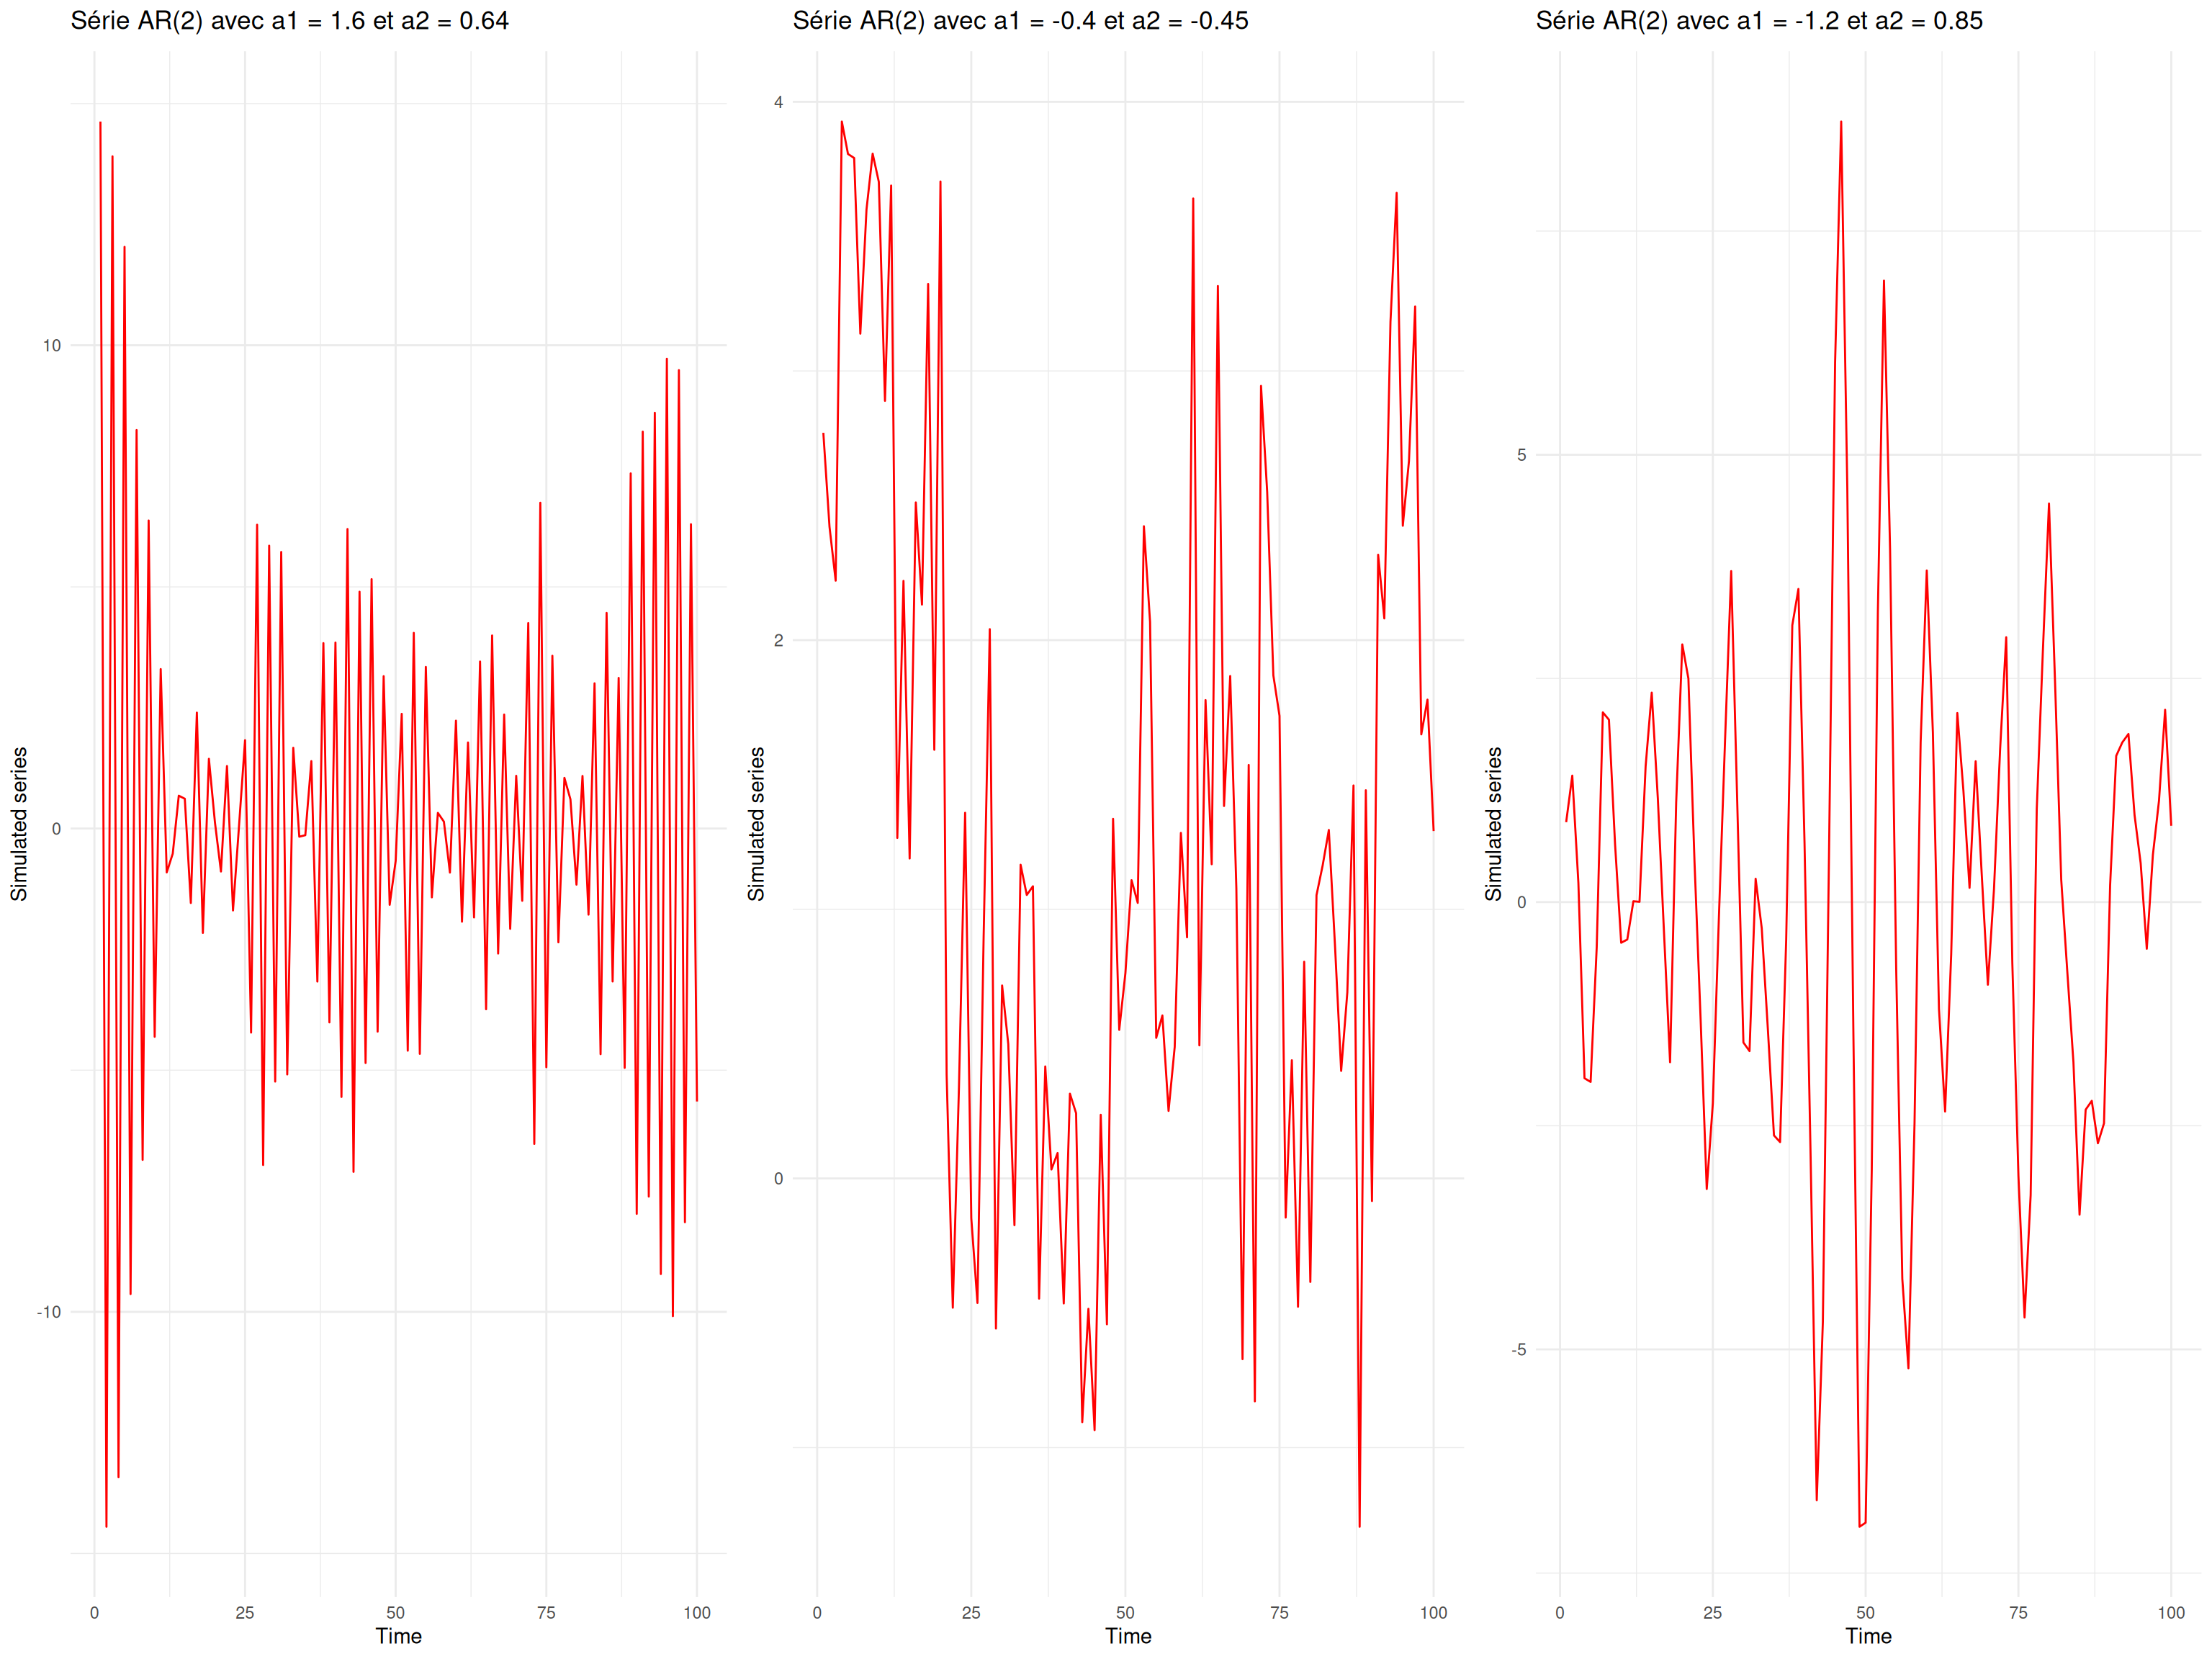 Série AR(2) avec a1 = 1.6 et a2 = 0.64
Simulated series
10
0
-10
0 25 50 75 100
Time
Série AR(2) avec a1 = -0.4 et a2 = -0.45
Simulated series
4
2
0
0 25 50 75 100
Time
Série AR(2) avec a1 = -1.2 et a2 = 0.85
Simulated series
5
0
-5
0 25 50 75 100
Time